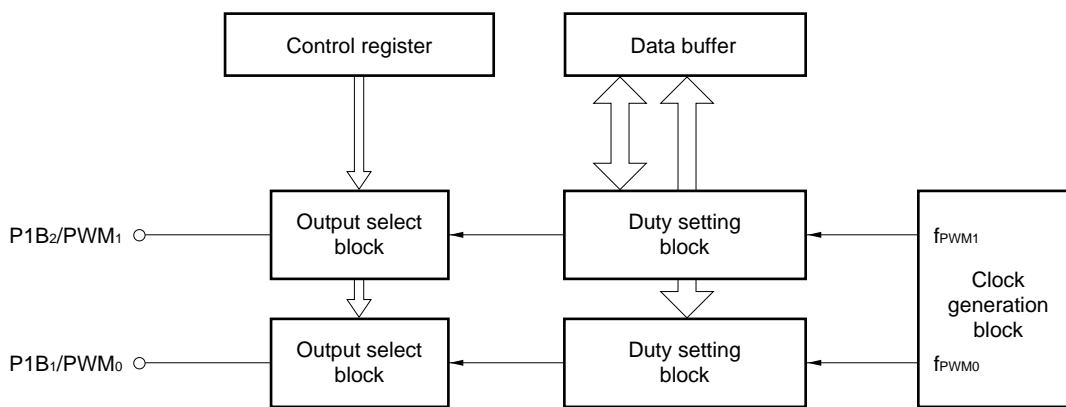 Control register
Data buffer
P1B₂/PWM₁
Output select
block
Duty setting
block
fPWM1
Clock
generation
block
P1B₁/PWM₀
Output select
block
Duty setting
block
fPWM0